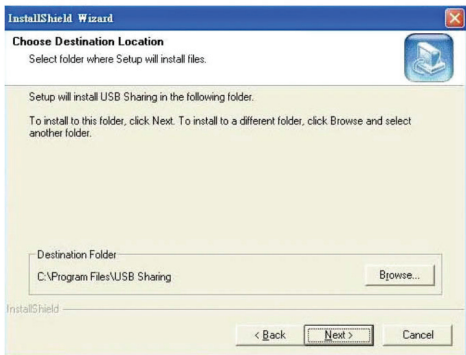 InstallShield Wizard
Choose Destination Location
Select folder where Setup will install files.
Setup will install USB Sharing in the following folder.
To install to this folder, click Next. To install to a different folder, click Browse and select
another folder.
Destination Folder
C:\Program Files\USB Sharing
Browse...
InstallShield
< Back
Next >
Cancel